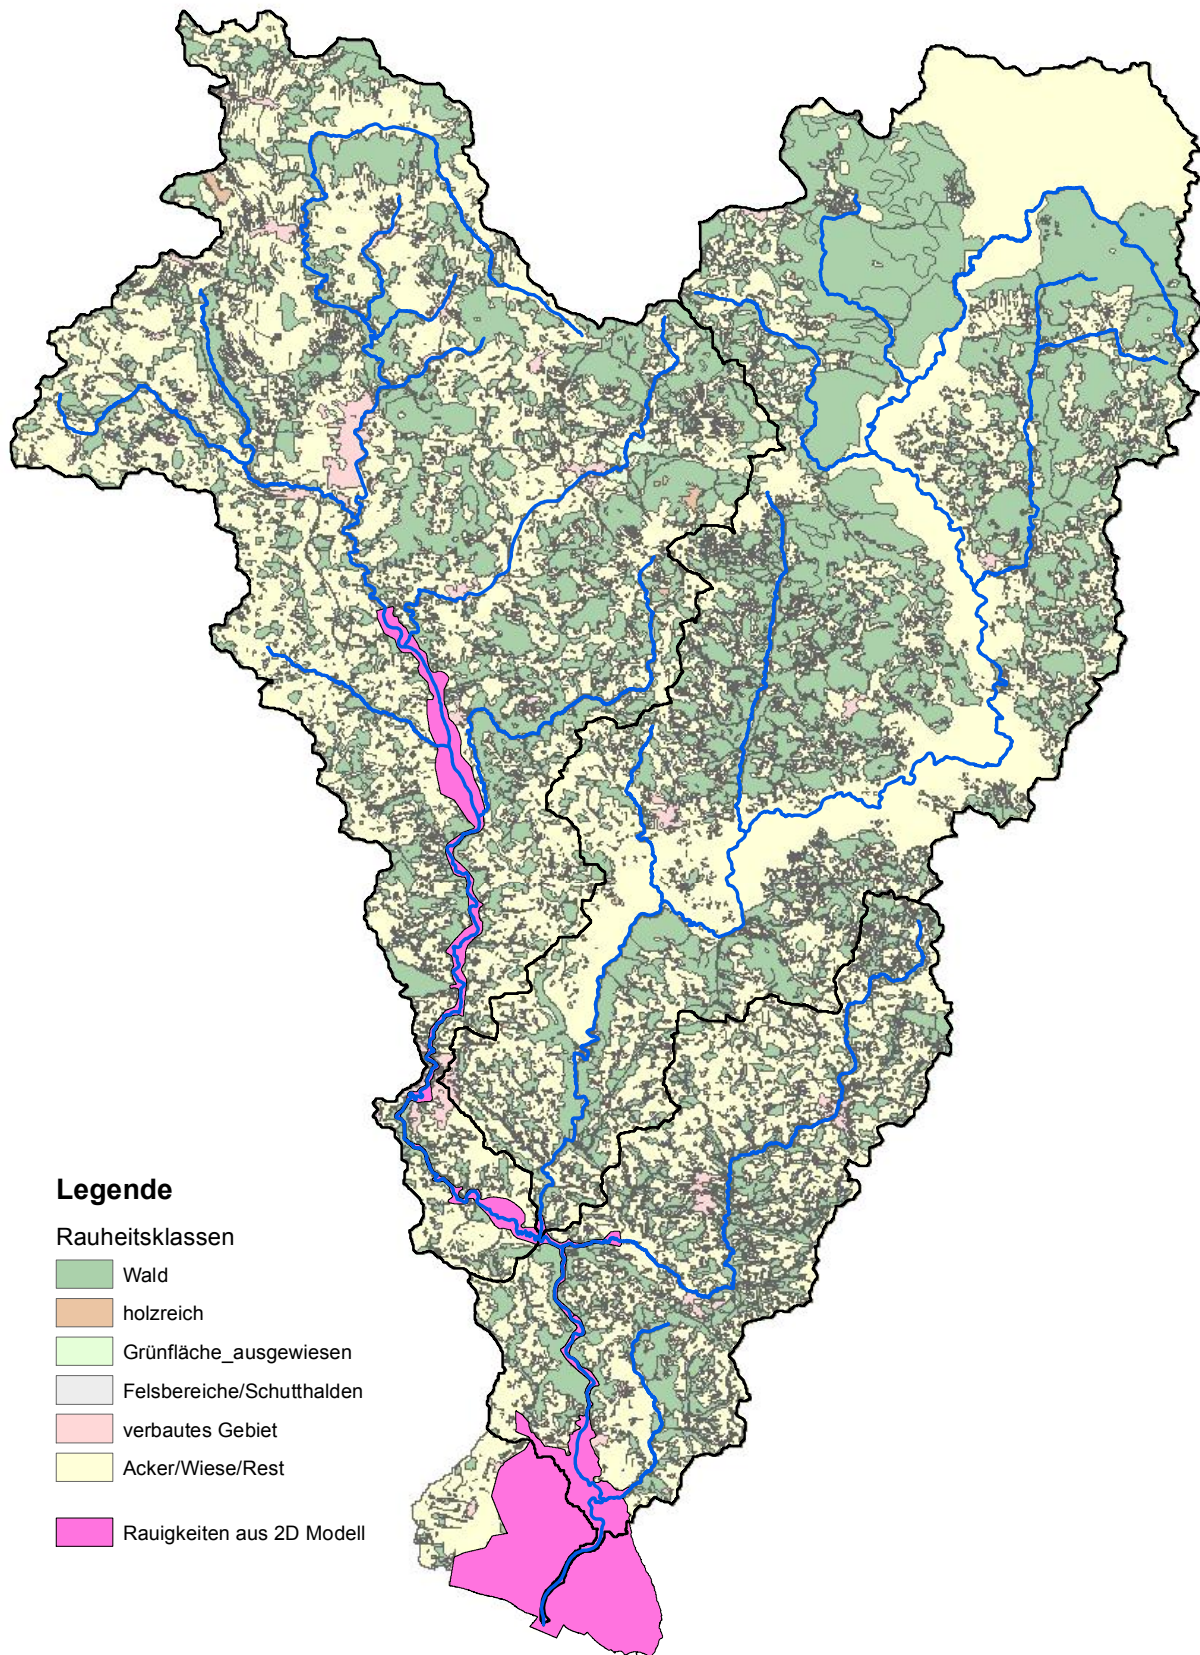 Legende
Rauheitsklassen
Wald
holzreich
Grünfläche_ausgewiesen
Felsbereiche/Schutthalden
verbautes Gebiet
Acker/Wiese/Rest
Rauigkeiten aus 2D Modell